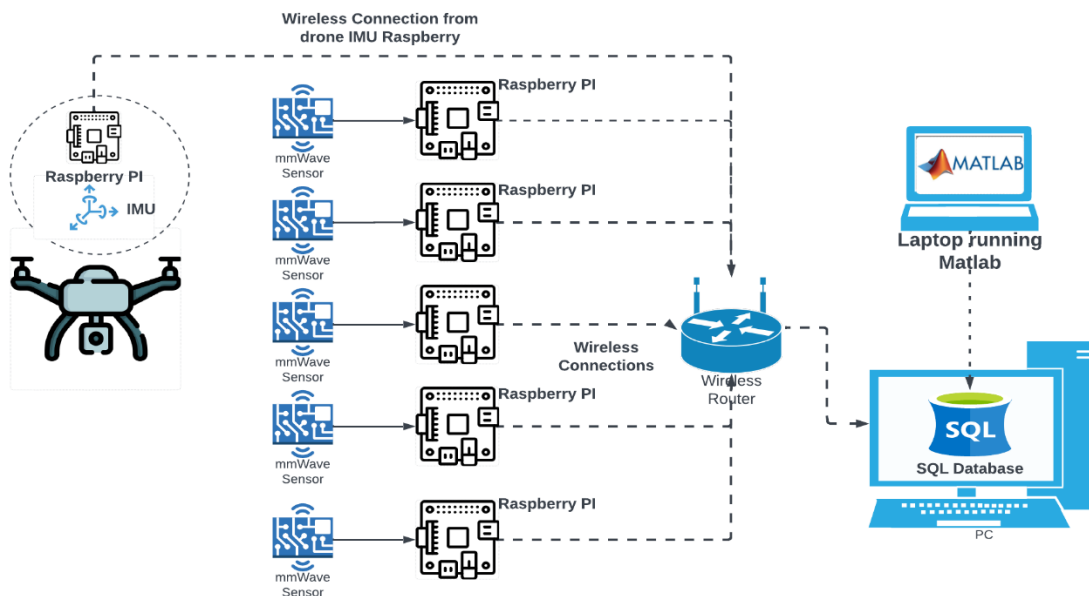 Wireless Connection from
drone IMU Raspberry
Raspberry PI
IMU
mmWave
Sensor
Raspberry PI
mmWave
Sensor
Raspberry PI
mmWave
Sensor
mmWave
Sensor
Raspberry PI
mmWave
Sensor
Raspberry PI
Wireless
Connections
Wireless
Router
MATLAB
Laptop running
Matlab
SQL
SQL Database
PC